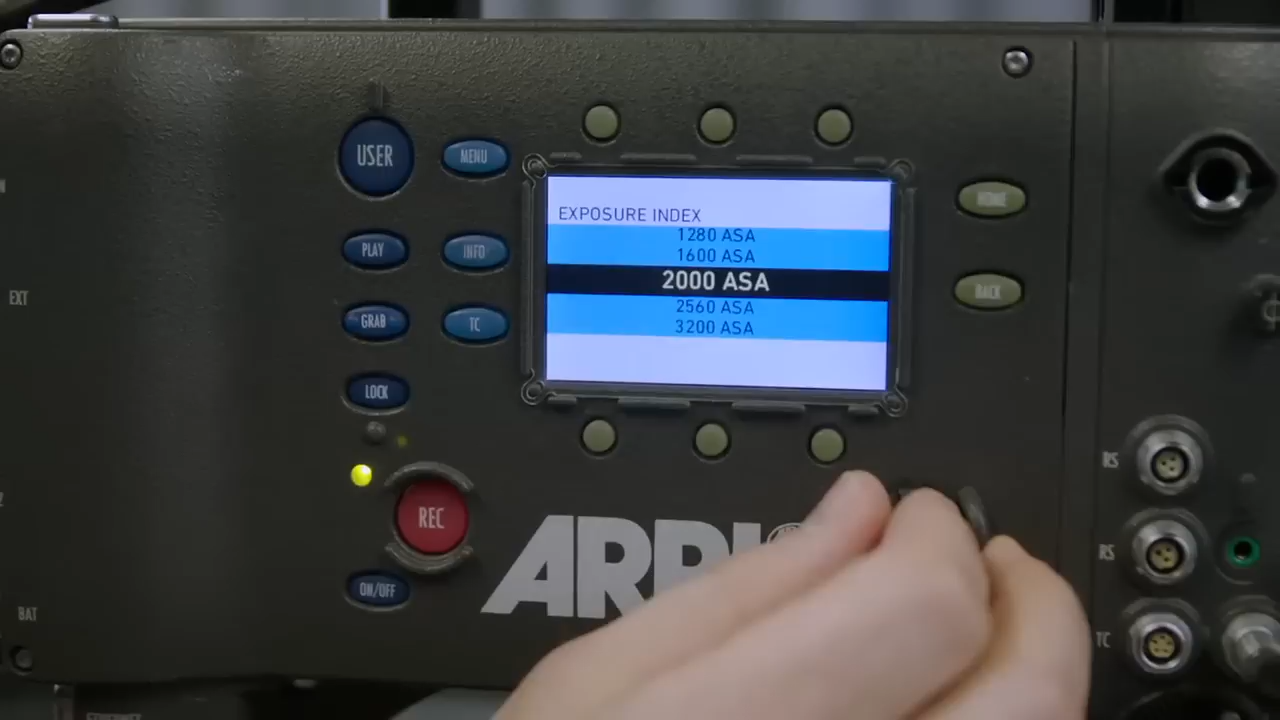 USER
MENU
EXPOSURE INDEX
1280 ASA
1600 ASA
2000 ASA
2560 ASA
3200 ASA
HOME
PLAY
INFO
BACK
EXT
GRAB
TC
LOCK
RS
REC
ARRI
RS
ON/OFF
BAT
TC